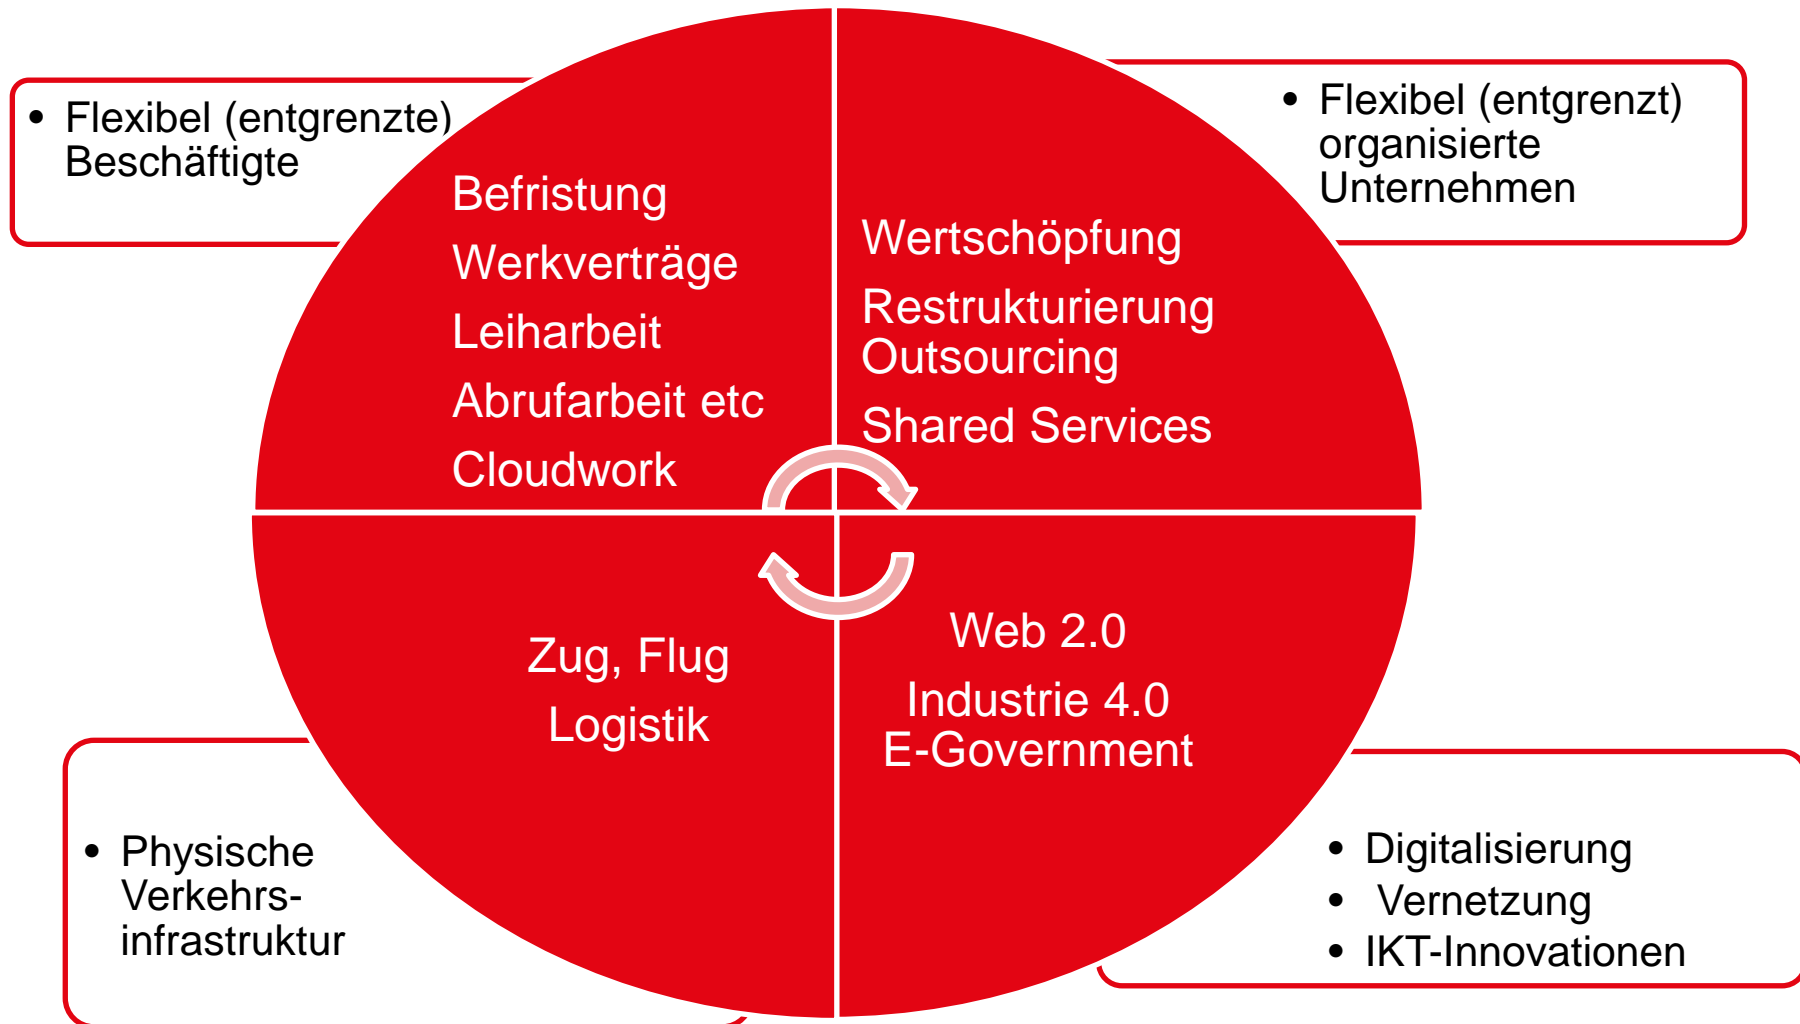 • Flexibel (entgrenzte)
Beschäftigte
Befristung
Werkverträge
Leiharbeit
Abrufarbeit etc
Cloudwork
• Flexibel (entgrenzt)
organisierte
Unternehmen
Wertschöpfung
Restrukturierung
Outsourcing
Shared Services
Zug, Flug
Logistik
• Physische
Verkehrs-
infrastruktur
Web 2.0
Industrie 4.0
E-Government
• Digitalisierung
• Vernetzung
• IKT-Innovationen